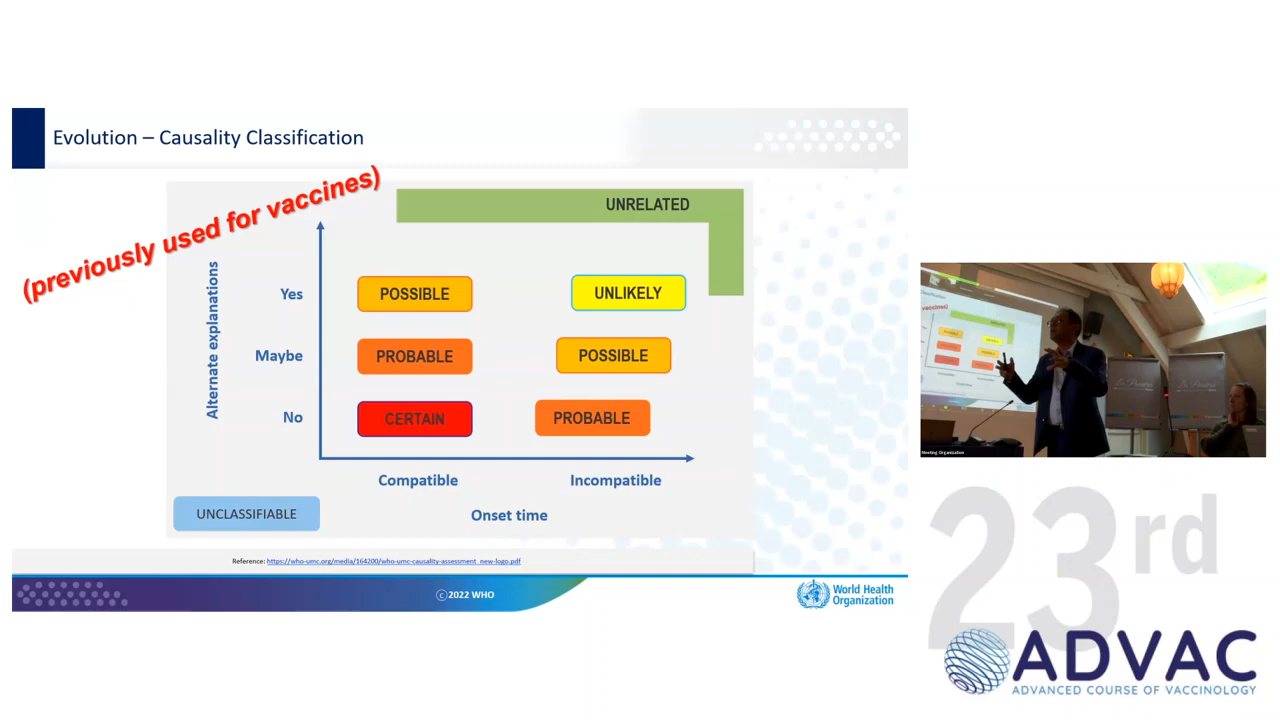 Evolution – Causality Classification
(previously used for vaccines)
UNRELATED
Alternate explanations
Yes
POSSIBLE
UNLIKELY
Maybe
PROBABLE
POSSIBLE
No
CERTAIN
PROBABLE
Compatible
Incompatible
Onset time
UNCLASSIFIABLE
Reference: https://who-umc.org/media/164200/who-umc-causality-assessment_new-logo.pdf
©2022 WHO
World Health
Organization
vaccines)
Meeting Organization
23rd
ADVAC
ADVANCED COURSE OF VACCINOLOGY